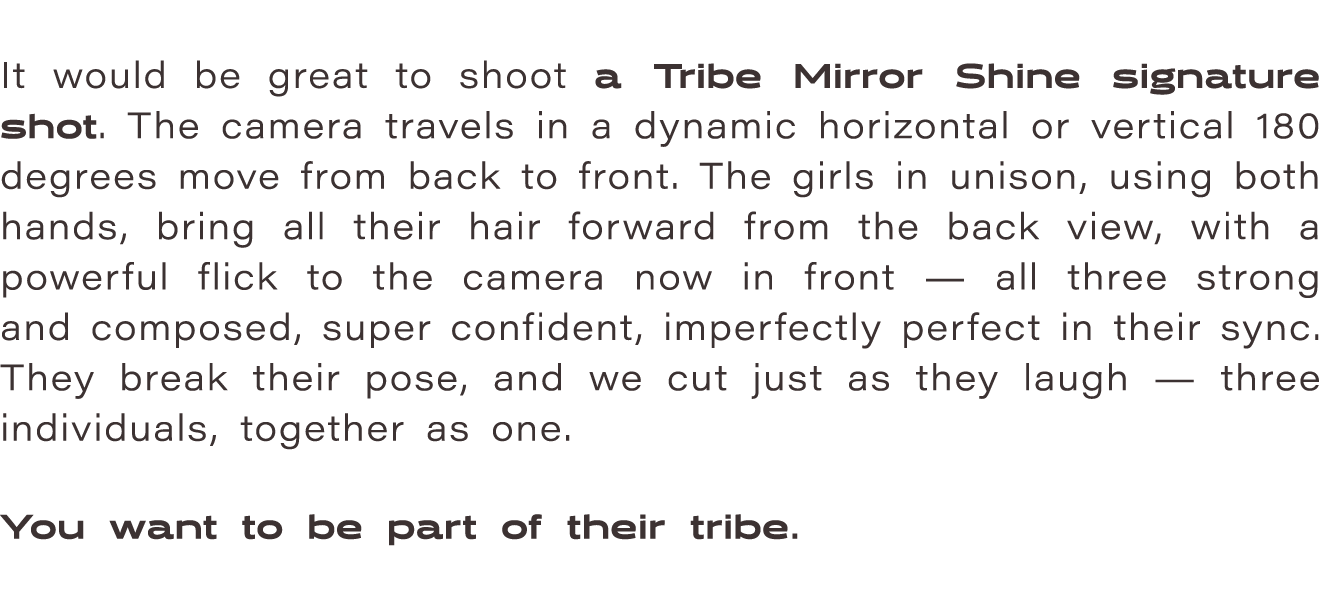 It would be great to shoot a Tribe Mirror Shine signature
shot. The camera travels in a dynamic horizontal or vertical 180
degrees move from back to front. The girls in unison, using both
hands, bring all their hair forward from the back view, with a
powerful flick to the camera now in front — all three strong
and composed, super confident, imperfectly perfect in their sync.
They break their pose, and we cut just as they laugh — three
individuals, together as one.
You want to be part of their tribe.